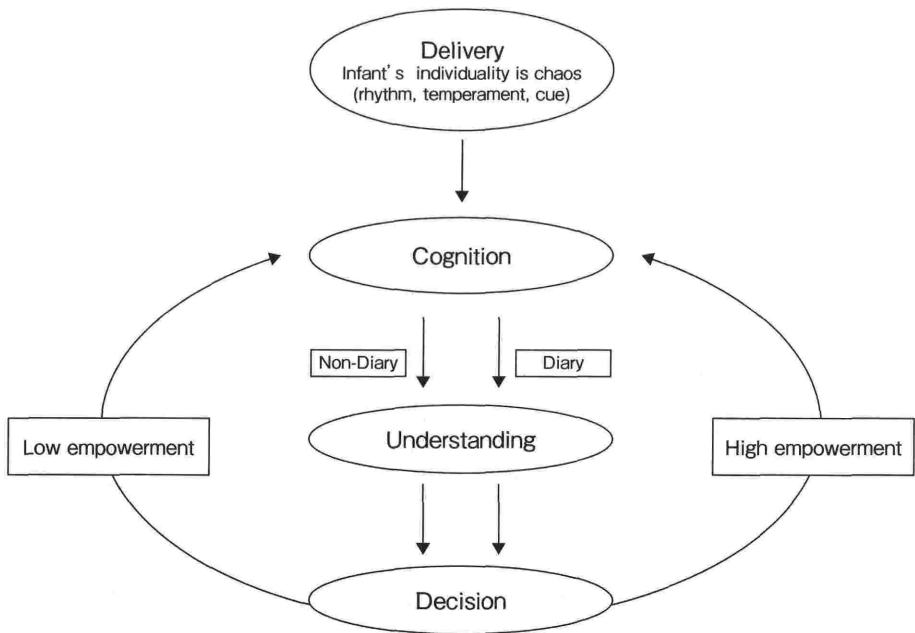 Delivery
Infant's individuality is chaos
(rhythm, temperament, cue)
Cognition
Non-Diary
Diary
Low empowerment
Understanding
High empowerment
Decision